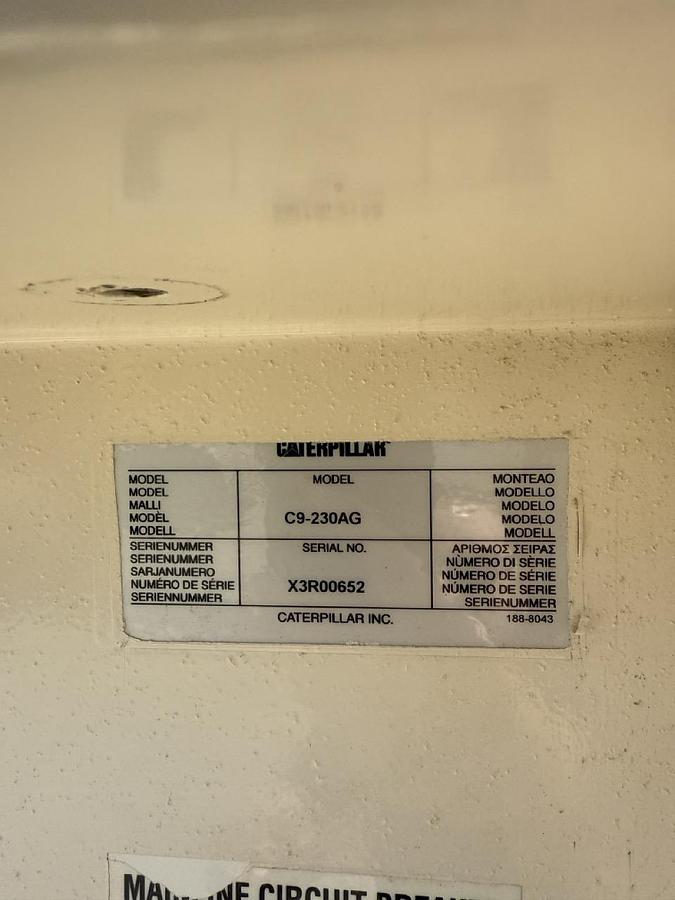 CATERPILLAR
MODEL
MODEL
MALLI
MODÈL
MODELL
MODEL
C9-230AG
MONTEAO
MODELLO
MODELO
MODELO
MODELL
SERIENUMMER
SERIENUMMER
SARJANUMERO
NUMÉRO DE SÉRIE
SERIENNUMMER
SERIAL NO.
X3R00652
ΑΡΙΘΜΟΣ ΣΕΙΡΑΣ
NÙMERO DI SÈRIE
NÚMERO DE SÉRIE
NÚMERO DE SERIE
SERIENUMMER
CATERPILLAR INC.
188-8043
CIRCUIT